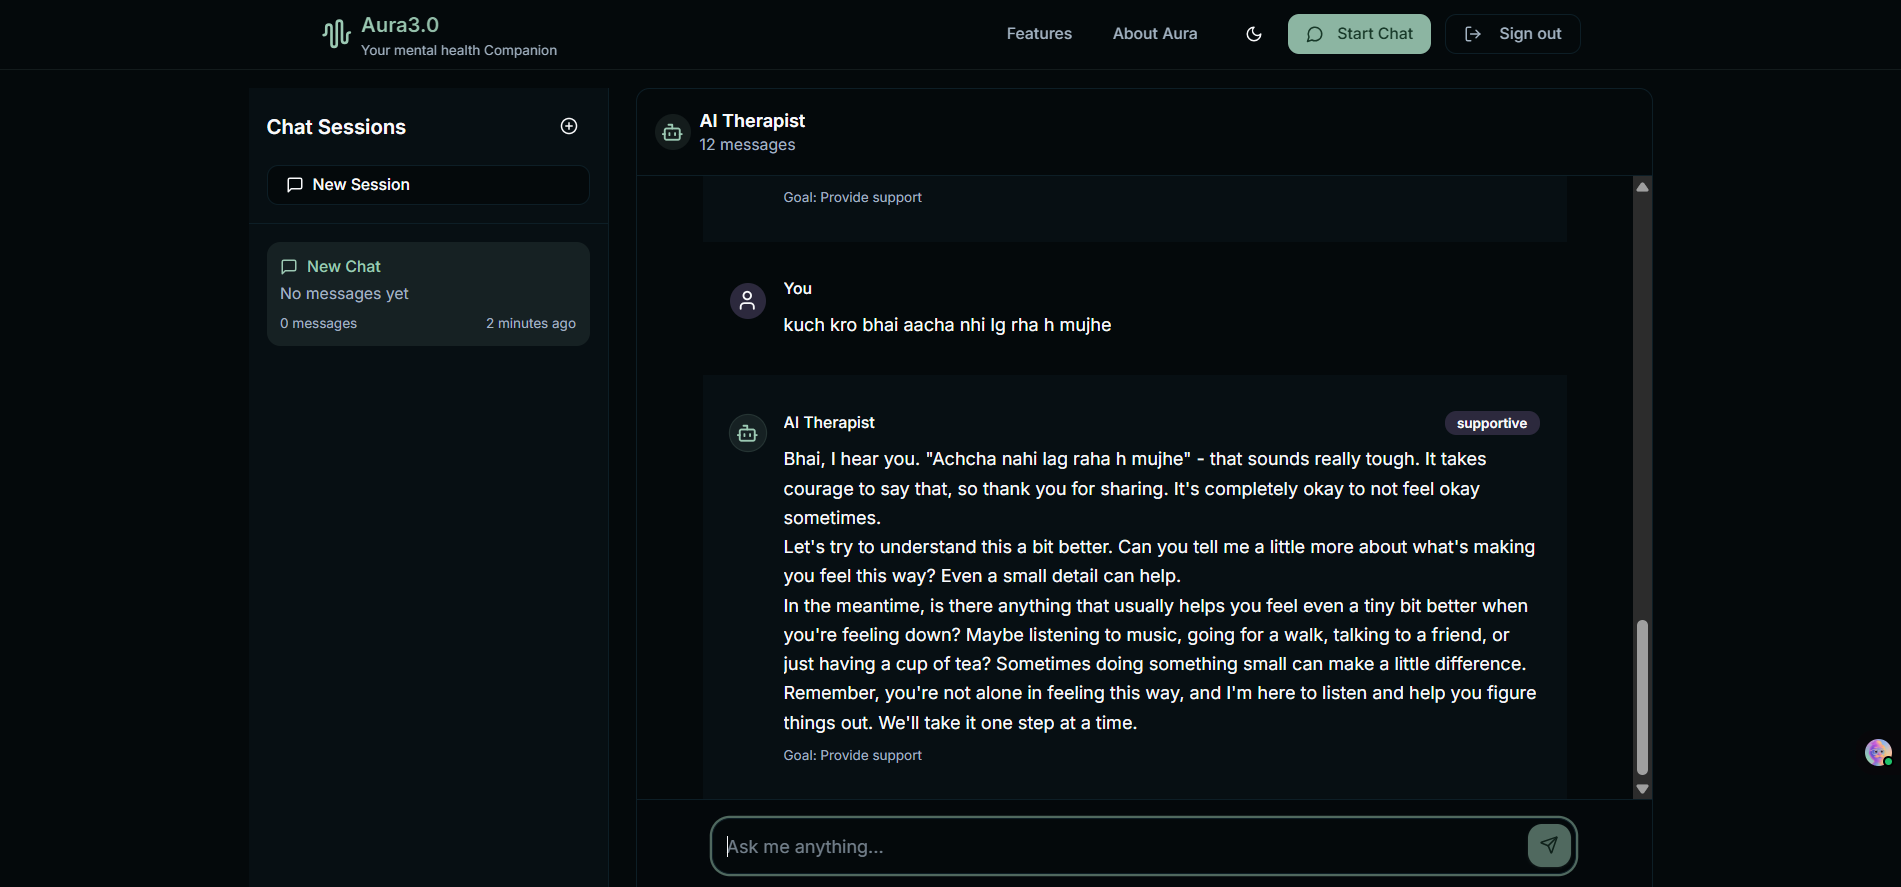 Aura3.0
Your mental health Companion
Features
About Aura
Start Chat
Sign out
Chat Sessions
New Session
New Chat
No messages yet
0 messages
2 minutes ago
AI Therapist
12 messages
Goal: Provide support
You
kuch kro bhai aacha nhi lg rha h mujhe
AI Therapist
supportive
Bhai, I hear you. "Achcha nahi lag raha h mujhe" - that sounds really tough. It takes
courage to say that, so thank you for sharing. It's completely okay to not feel okay
sometimes.
Let's try to understand this a bit better. Can you tell me a little more about what's making
you feel this way? Even a small detail can help.
In the meantime, is there anything that usually helps you feel even a tiny bit better when
you're feeling down? Maybe listening to music, going for a walk, talking to a friend, or
just having a cup of tea? Sometimes doing something small can make a little difference.
Remember, you're not alone in feeling this way, and I'm here to listen and help you figure
things out. We'll take it one step at a time.
Goal: Provide support
Ask me anything...